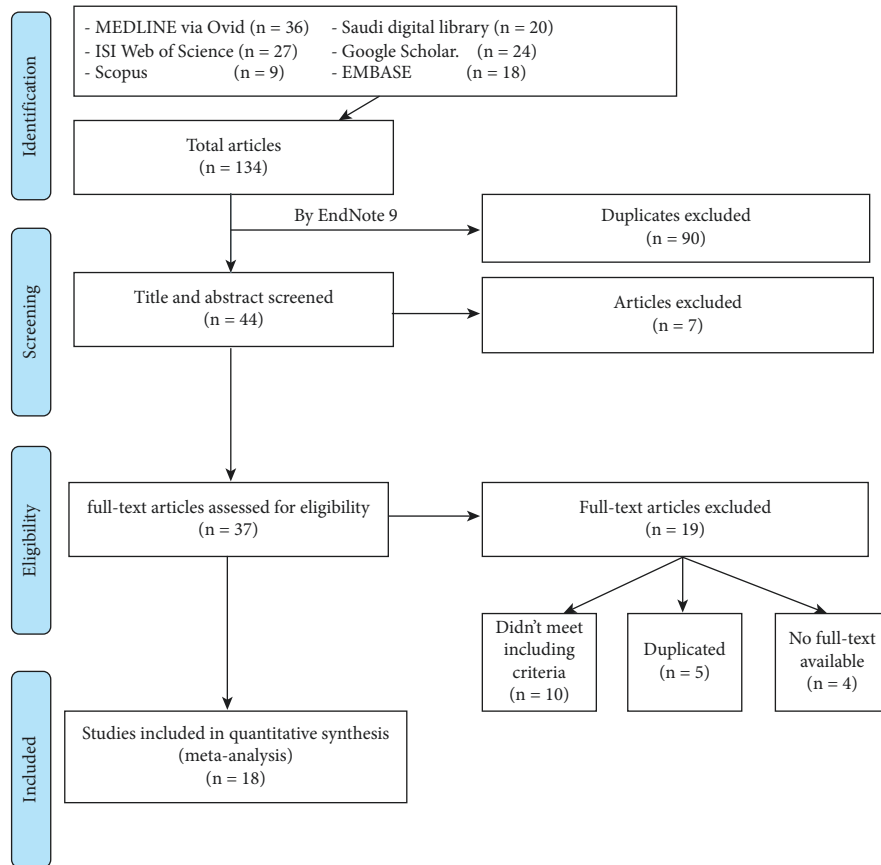 Identification
- MEDLINE via Ovid (n = 36) - Saudi digital library (n = 20)
- ISI Web of Science (n = 27) - Google Scholar. (n = 24)
- Scopus (n = 9) - EMBASE (n = 18)
Total articles
(n = 134)
By EndNote 9
Duplicates excluded
(n = 90)
Screening
Title and abstract screened
(n = 44)
Articles excluded
(n = 7)
Eligibility
full-text articles assessed for eligibility
(n = 37)
Full-text articles excluded
(n = 19)
Didn't meet
including
criteria
(n = 10)
Duplicated
(n = 5)
No full-text
available
(n = 4)
Included
Studies included in quantitative synthesis
(meta-analysis)
(n = 18)